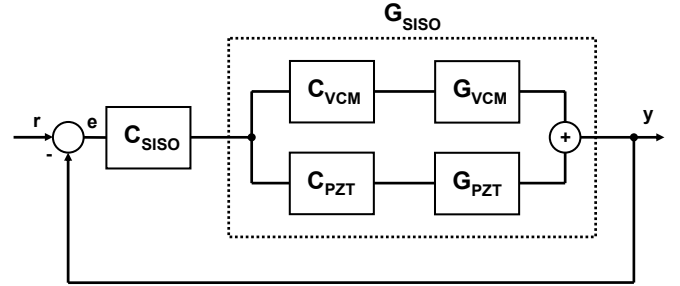 GSISO
CVCM GVCM
r e CSISO + y
-
CPZT GPZT